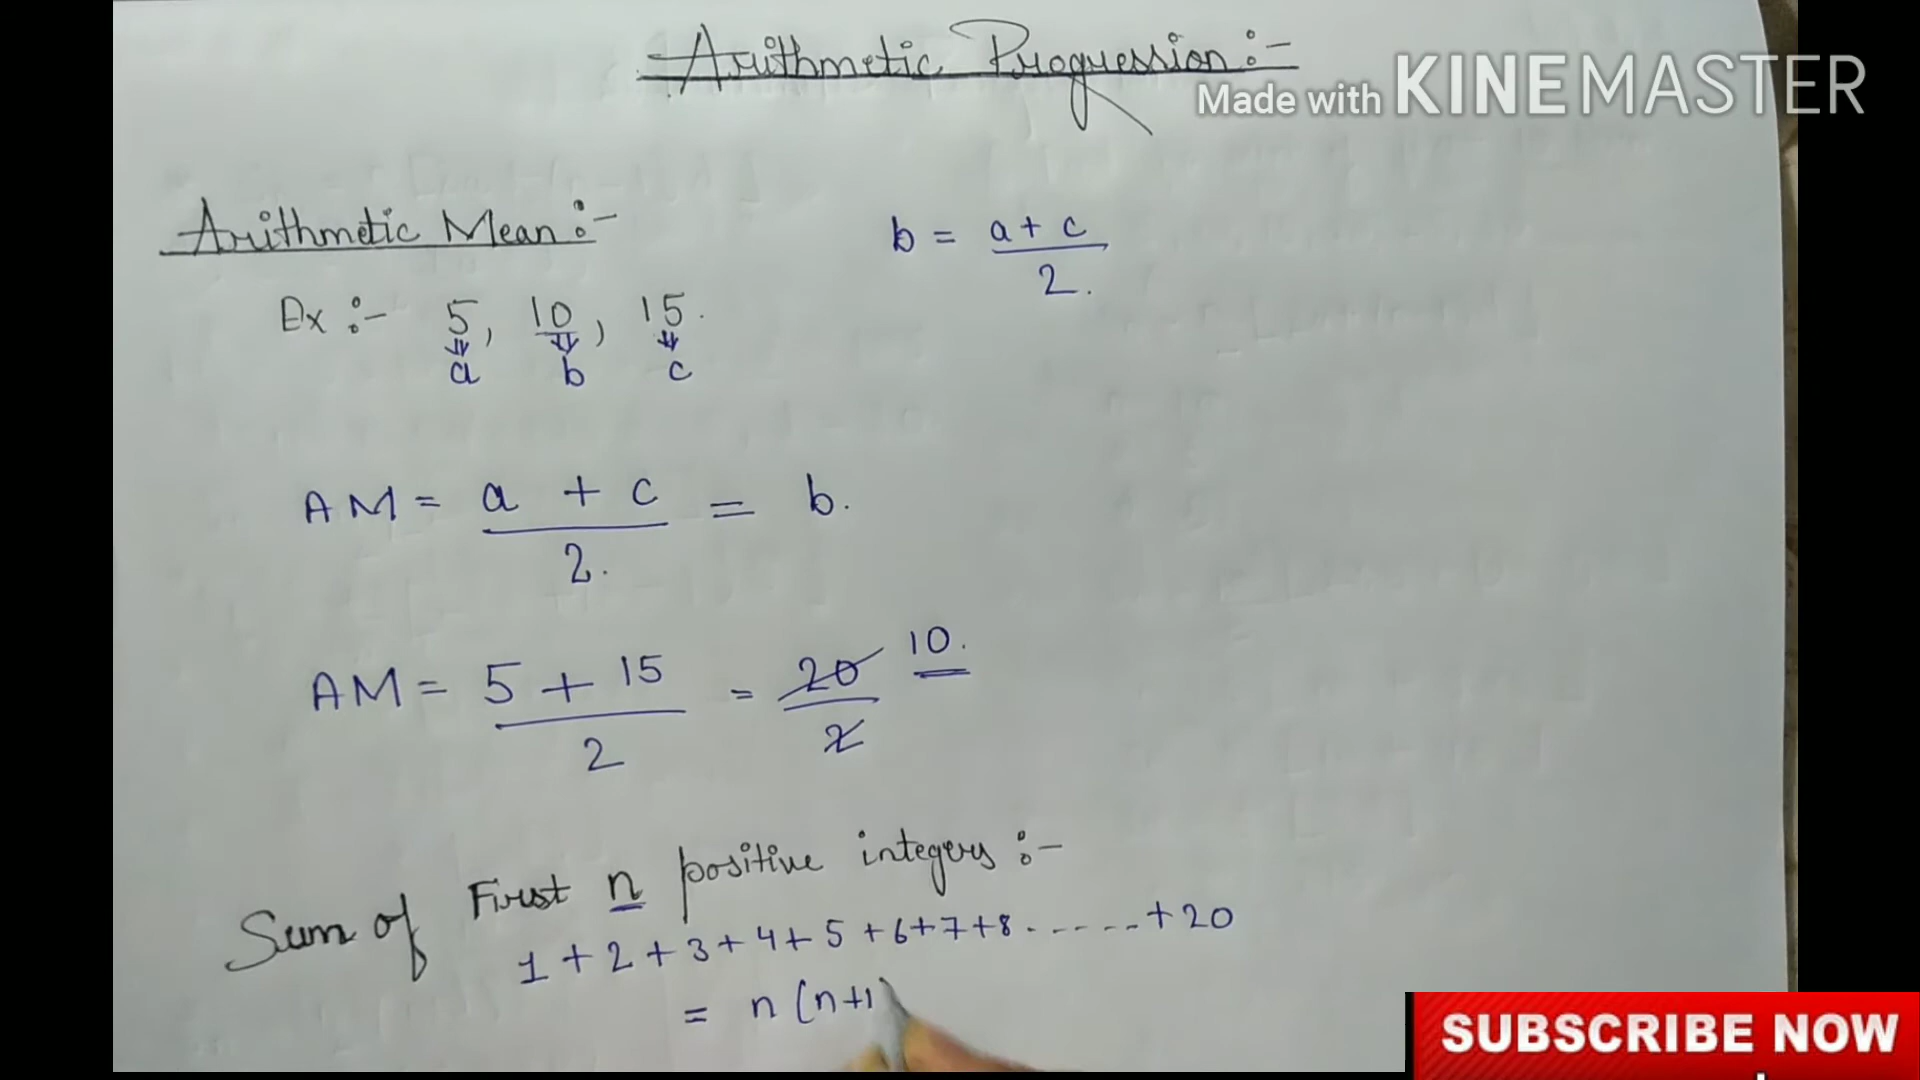 Arithmetic Progression :-
Made with KINEMASTER
Arithmetic Mean :-
b = a + c / 2.
Ex :- 5, 10, 15.
a b c
AM = a + c / 2. = b.
AM = 5 + 15 / 2 = 20 / 2 10.
Sum of First n positive integers :-
1 + 2 + 3 + 4 + 5 + 6 + 7 + 8 ...... + 20
= n (n+1)
SUBSCRIBE NOW